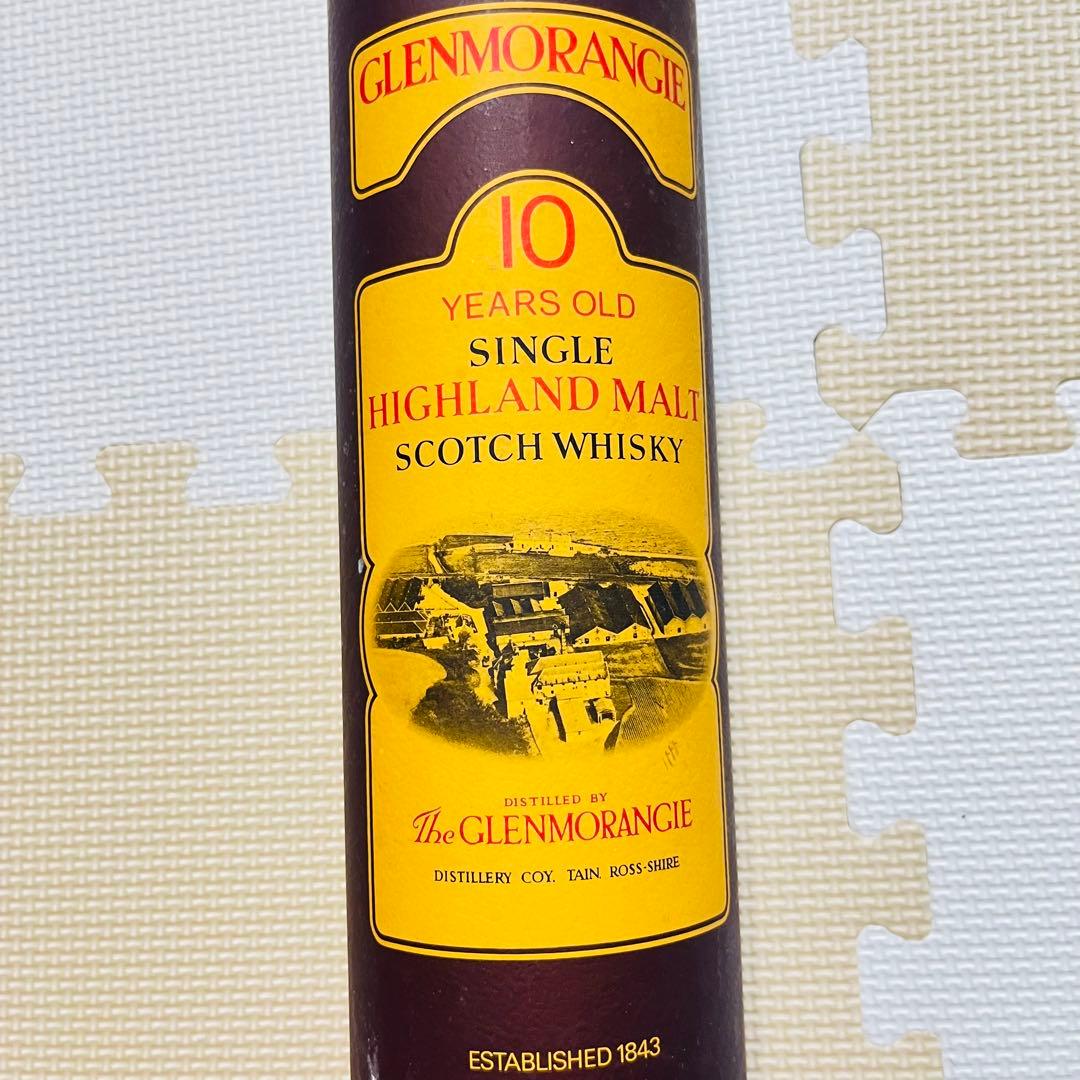 GLENMORANGIE
10
YEARS OLD
SINGLE
HIGHLAND MALT
SCOTCH WHISKY
DISTILLED BY
The GLENMORANGIE
DISTILLERY COY. TAIN. ROSS-SHIRE
ESTABLISHED 1843